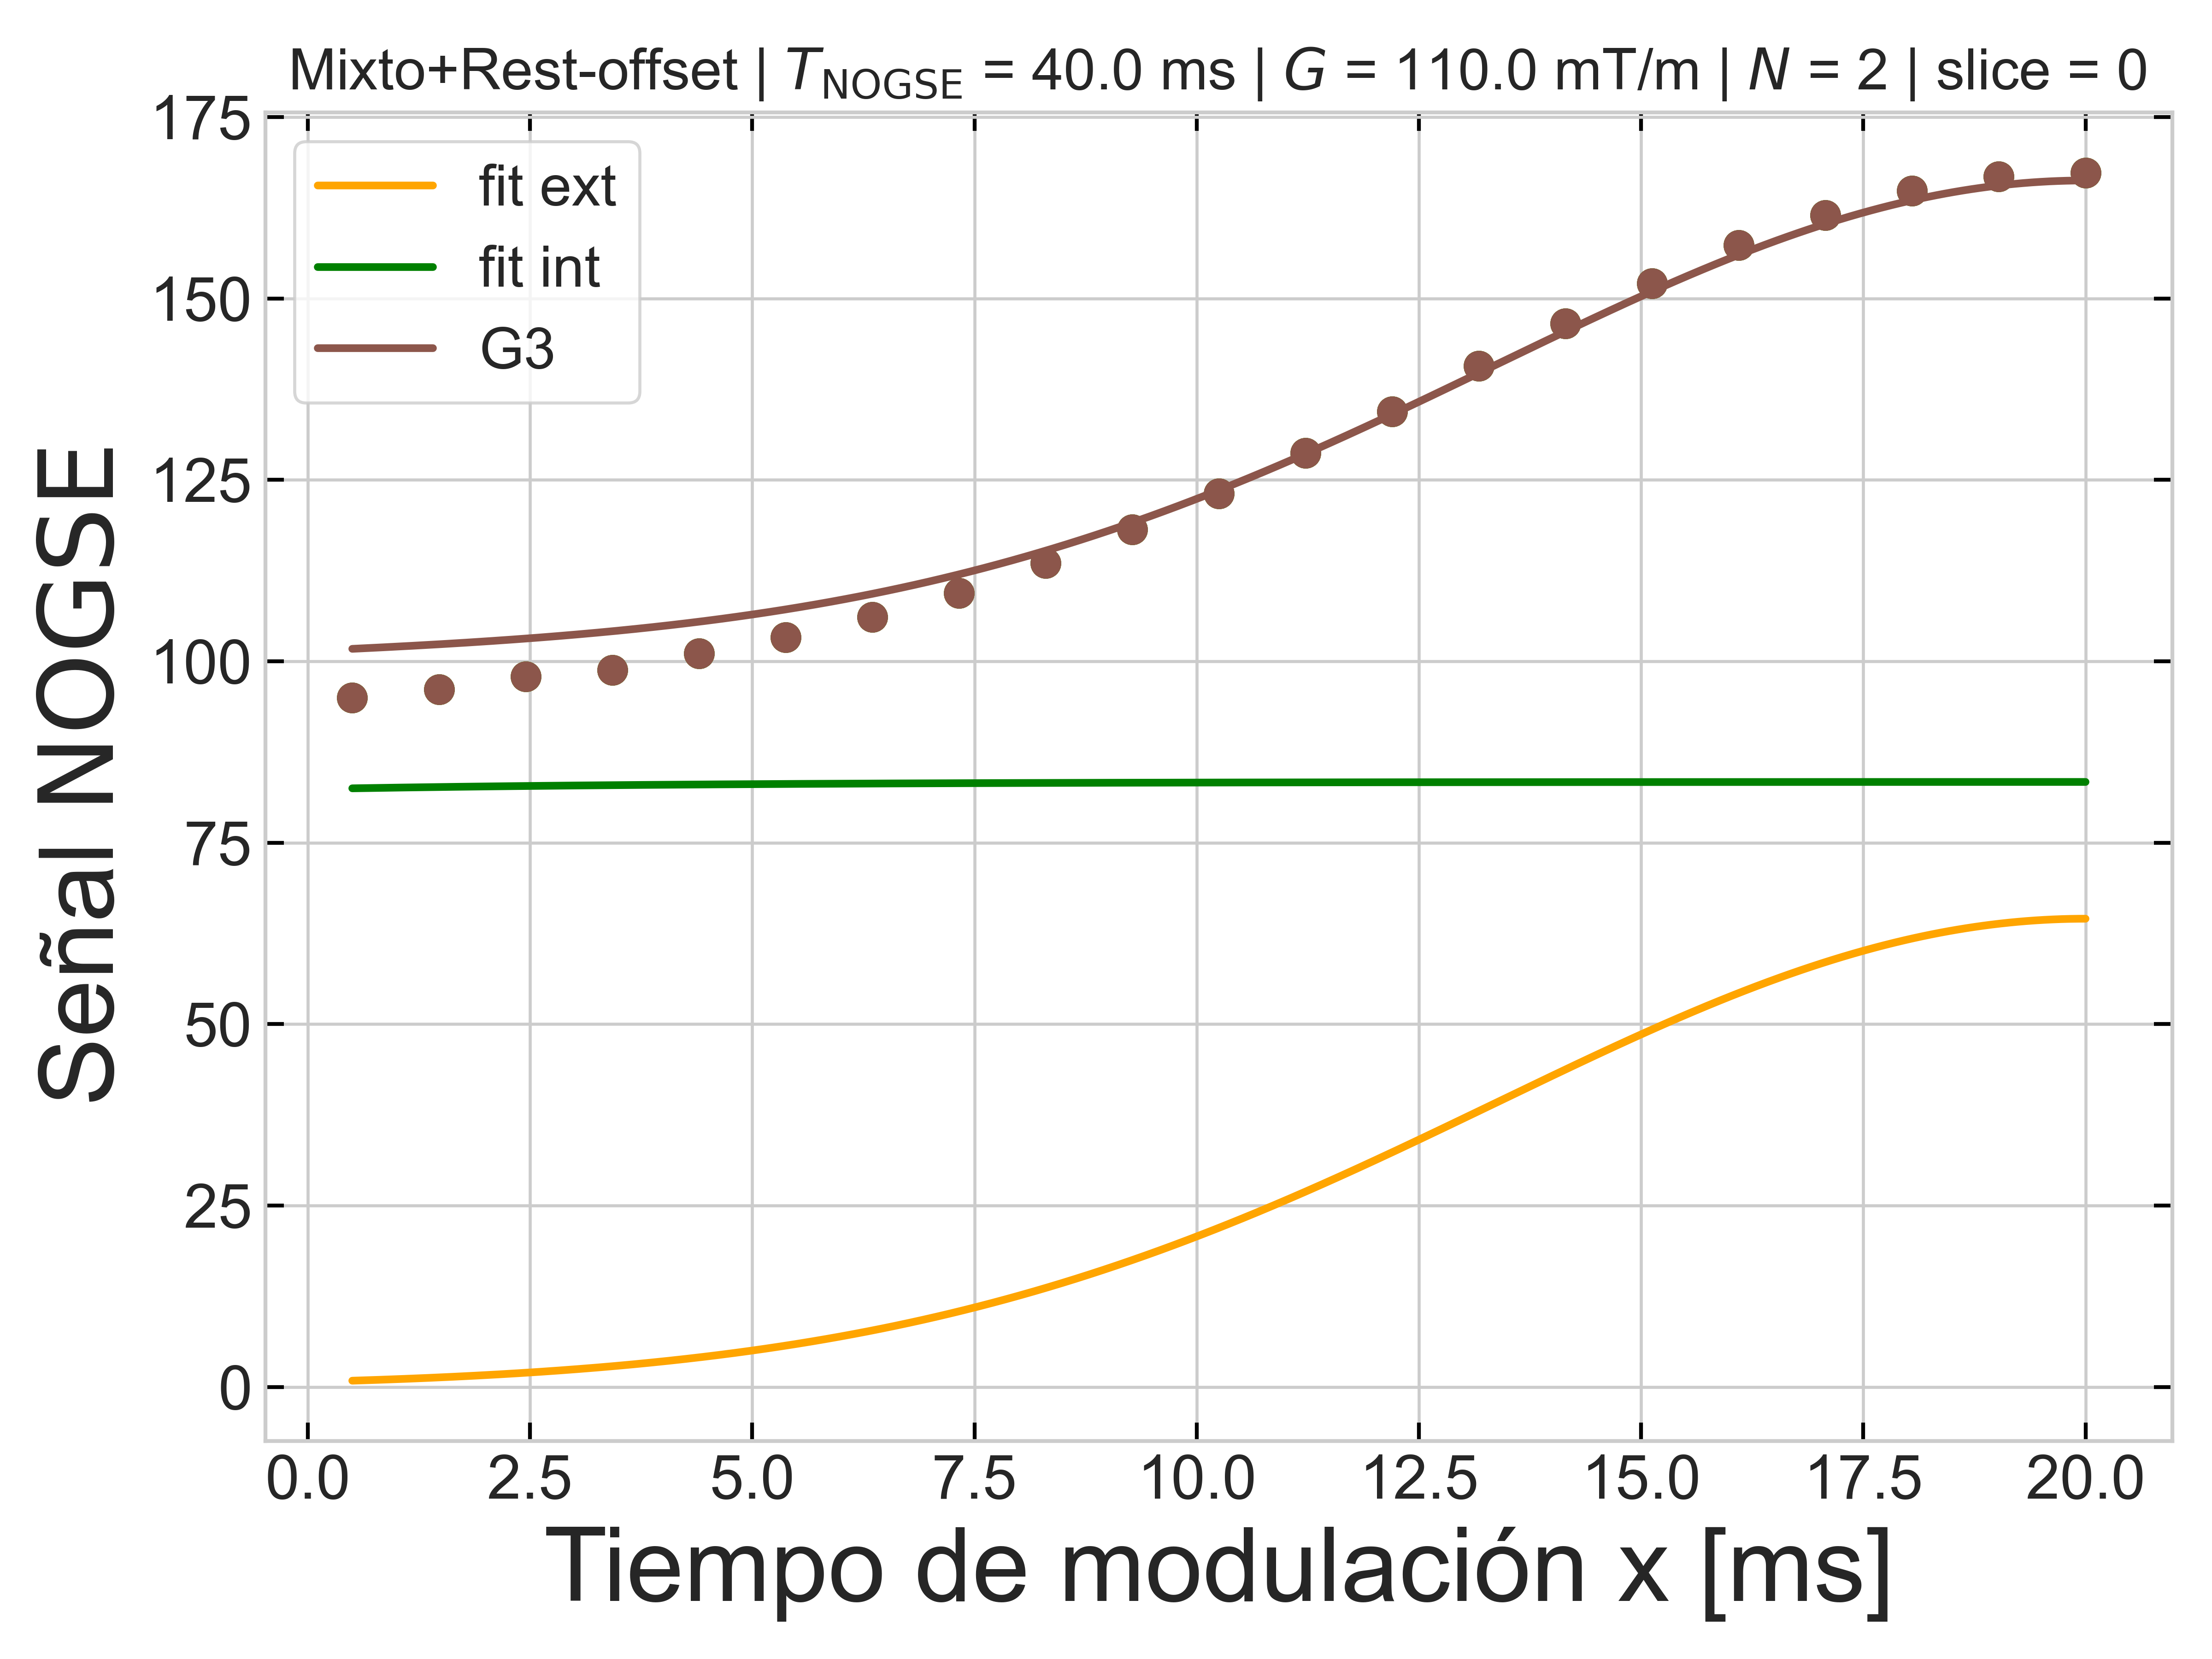 Mixto+Rest-offset | T_NOGSE = 40.0 ms | G = 110.0 mT/m | N = 2 | slice = 0
175
150
125
100
75
50
25
0
fit ext
fit int
G3
Señal NOGSE
0.0 2.5 5.0 7.5 10.0 12.5 15.0 17.5 20.0
Tiempo de modulación x [ms]